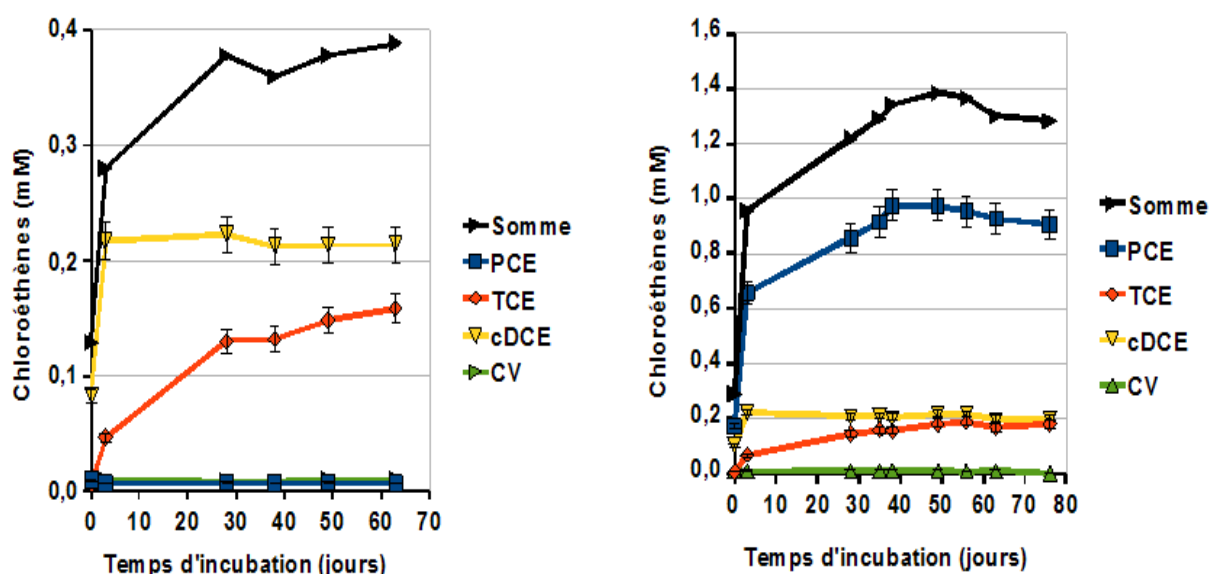 Chloroéthènes (mM)
0,4
0,3
0,2
0,1
0,0
0 10 20 30 40 50 60 70
Temps d'incubation (jours)
Somme
PCE
TCE
cDCE
CV
Chloroéthènes (mM)
1,6
1,4
1,2
1,0
0,8
0,6
0,4
0,2
0,0
0 10 20 30 40 50 60 70 80
Temps d'incubation (jours)
Somme
PCE
TCE
cDCE
CV